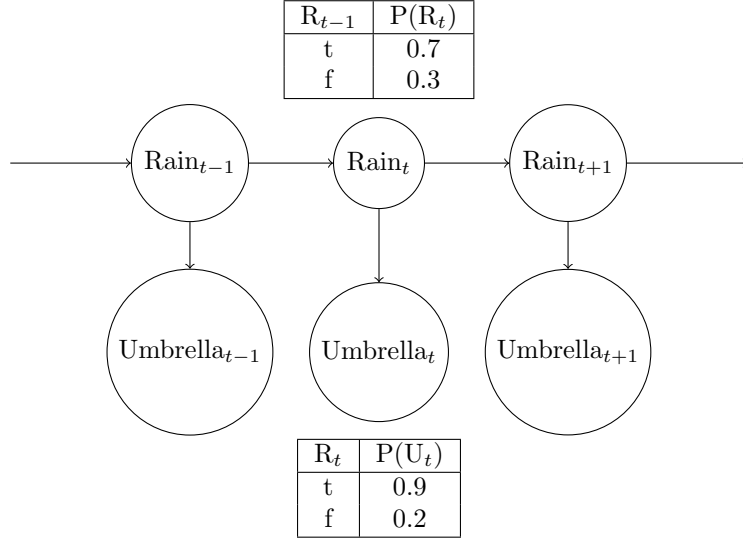 R_{t−1} P(R_t)
t 0.7
f 0.3
Rain_{t−1} Rain_t Rain_{t+1}
Umbrella_{t−1} Umbrella_t Umbrella_{t+1}
R_t P(U_t)
t 0.9
f 0.2